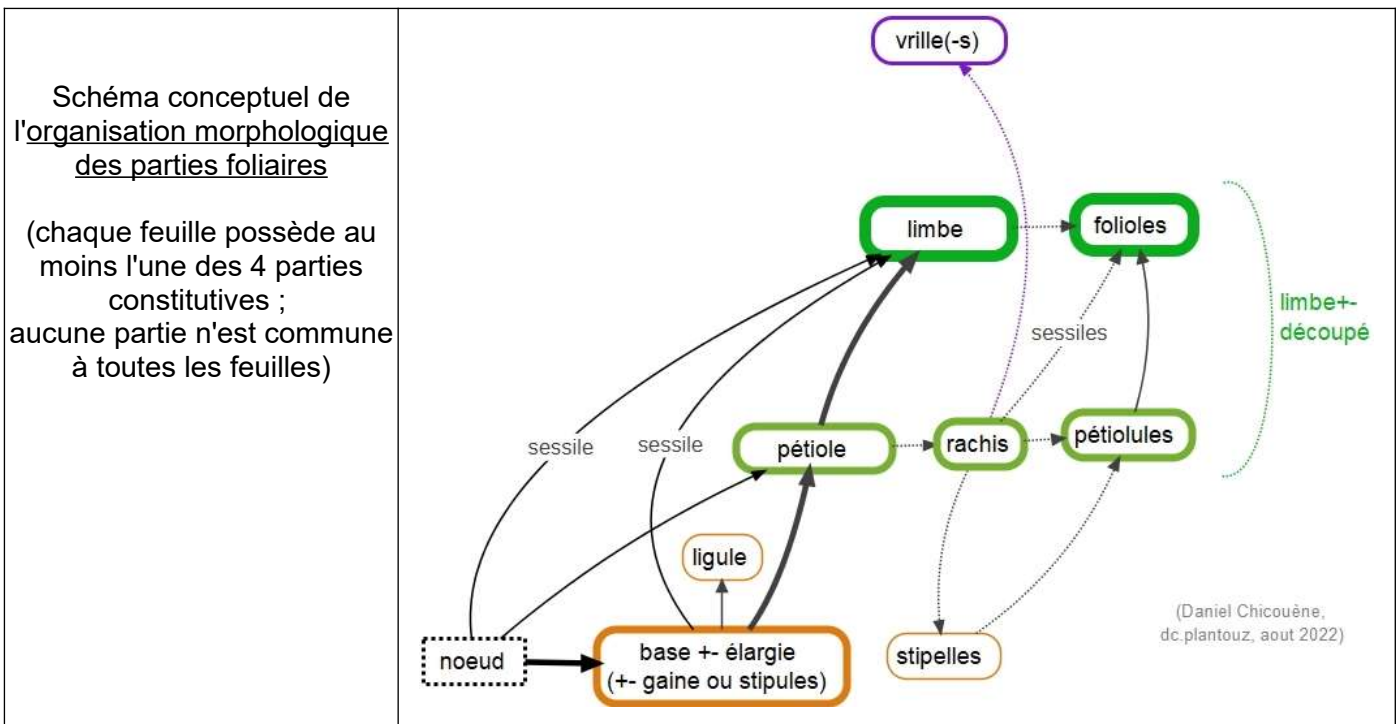 Schéma conceptuel de
l'organisation morphologique
des parties foliaires
(chaque feuille possède au
moins l'une des 4 parties
constitutives ;
aucune partie n'est commune
à toutes les feuilles)
vrille(-s)
limbe
folioles
limbe+-
découpé
sessiles
sessile
sessile
pétiole
rachis
pétiolules
ligule
(Daniel Chicouène,
dc.plantouz, aout 2022)
noeud
base +- élargie
(+- gaine ou stipules)
stipelles